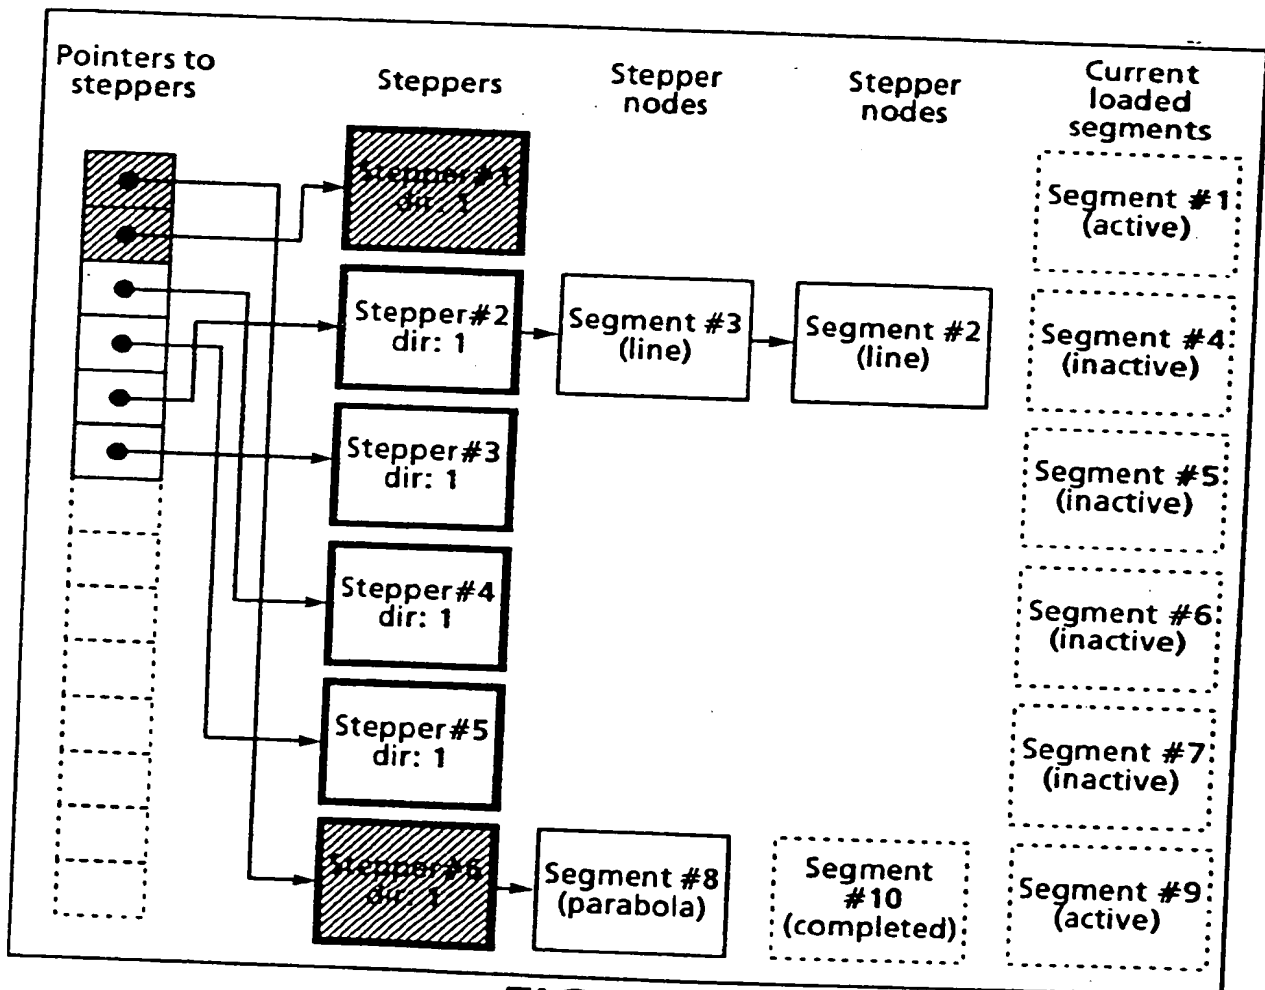 Pointers to
steppers
Steppers
Stepper
nodes
Stepper
nodes
Current
loaded
segments
Stepper#1
dir: 1
Segment #1
(active)
Stepper#2
dir: 1
Segment #3
(line)
Segment #2
(line)
Segment #4
(inactive)
Stepper#3
dir: 1
Segment #5
(inactive)
Stepper#4
dir: 1
Segment #6
(inactive)
Stepper#5
dir: 1
Segment #7
(inactive)
Stepper#6
dir: 1
Segment #8
(parabola)
Segment
#10
(completed)
Segment #9
(active)